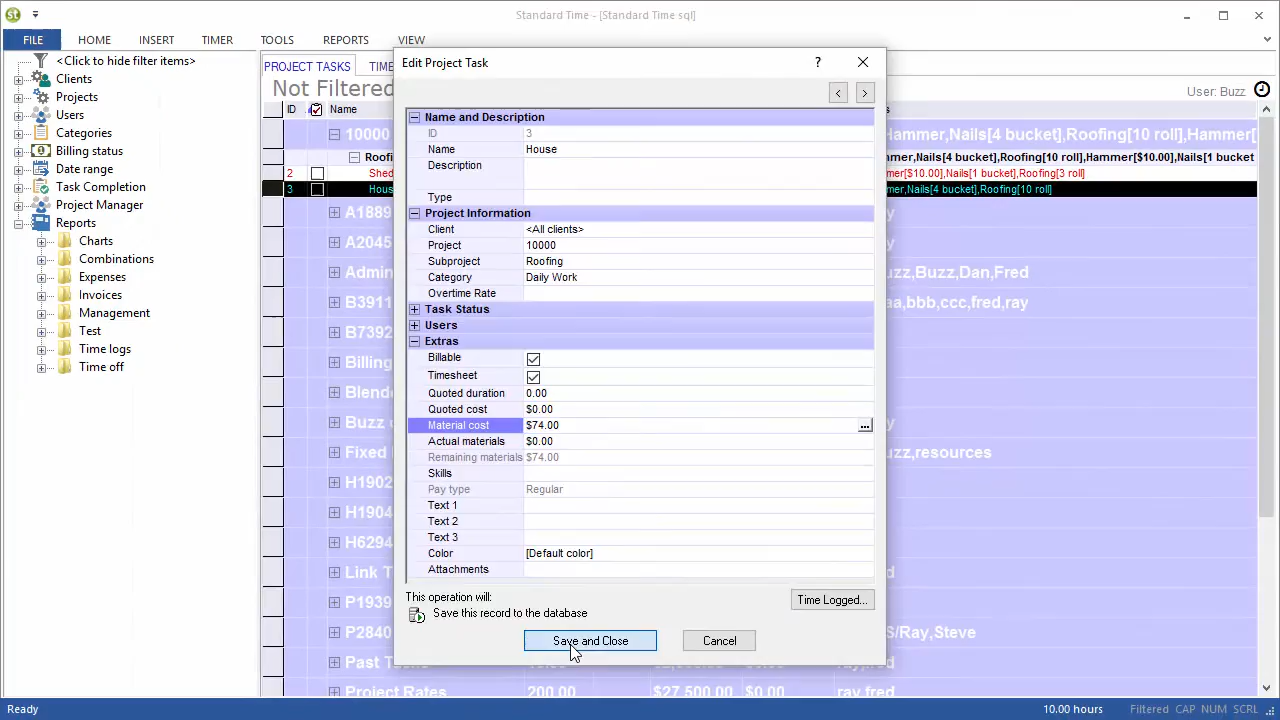 st
Standard Time - [Standard Time sql]
FILE HOME INSERT TIMER TOOLS REPORTS VIEW
<Click to hide filter items>
Clients
Projects
Users
Categories
Billing status
Date range
Task Completion
Project Manager
Reports
Charts
Combinations
Expenses
Invoices
Management
Test
Time logs
Time off
PROJECT TASKS TIME
Not Filtered
User: Buzz
ID Name
10000 Hammer,Nails[4 bucket],Roofing[10 roll],Hammer[
Roofi mer,Nails[4 bucket],Roofing[10 roll],Hammer[$10.00],Nails[1 bucket
2 Shed mer[$10.00],Nails[1 bucket],Roofing[3 roll]
3 Hous mer,Nails[4 bucket],Roofing[10 roll]
A1889
A2045
Admin uzz,Buzz,Dan,Fred
B3911 aa,bbb,ccc,fred,ray
B7392
Billing
Blende
Buzz
Fixed uzz,resources
H1902
H1904
H6294
Link T
P1939
P2840 S/Ray,Steve
Past T ray,fred
Project Rates 200.00 $27,500.00 $0.00 ray,fred
Edit Project Task ?
< >
Name and Description
ID 3
Name House
Description
Type
Project Information
Client <All clients>
Project 10000
Subproject Roofing
Category Daily Work
Overtime Rate
Task Status
Users
Extras
Billable
Timesheet
Quoted duration 0.00
Quoted cost $0.00
Material cost $74.00 ...
Actual materials $0.00
Remaining materials $74.00
Skills
Pay type Regular
Text 1
Text 2
Text 3
Color [Default color]
Attachments
This operation will:
Save this record to the database
Time Logged...
Save and Close Cancel
Ready 10.00 hours Filtered CAP NUM SCRL